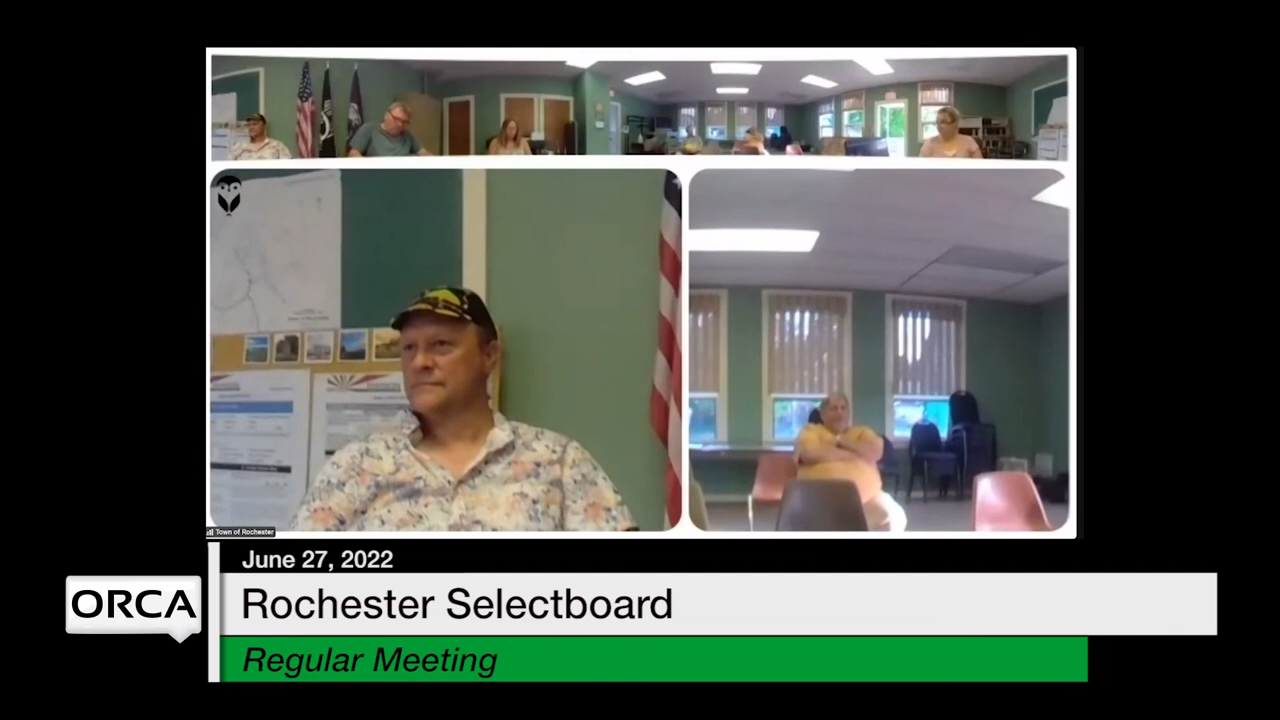 Town of Rochester
June 27, 2022
ORCA
Rochester Selectboard
Regular Meeting